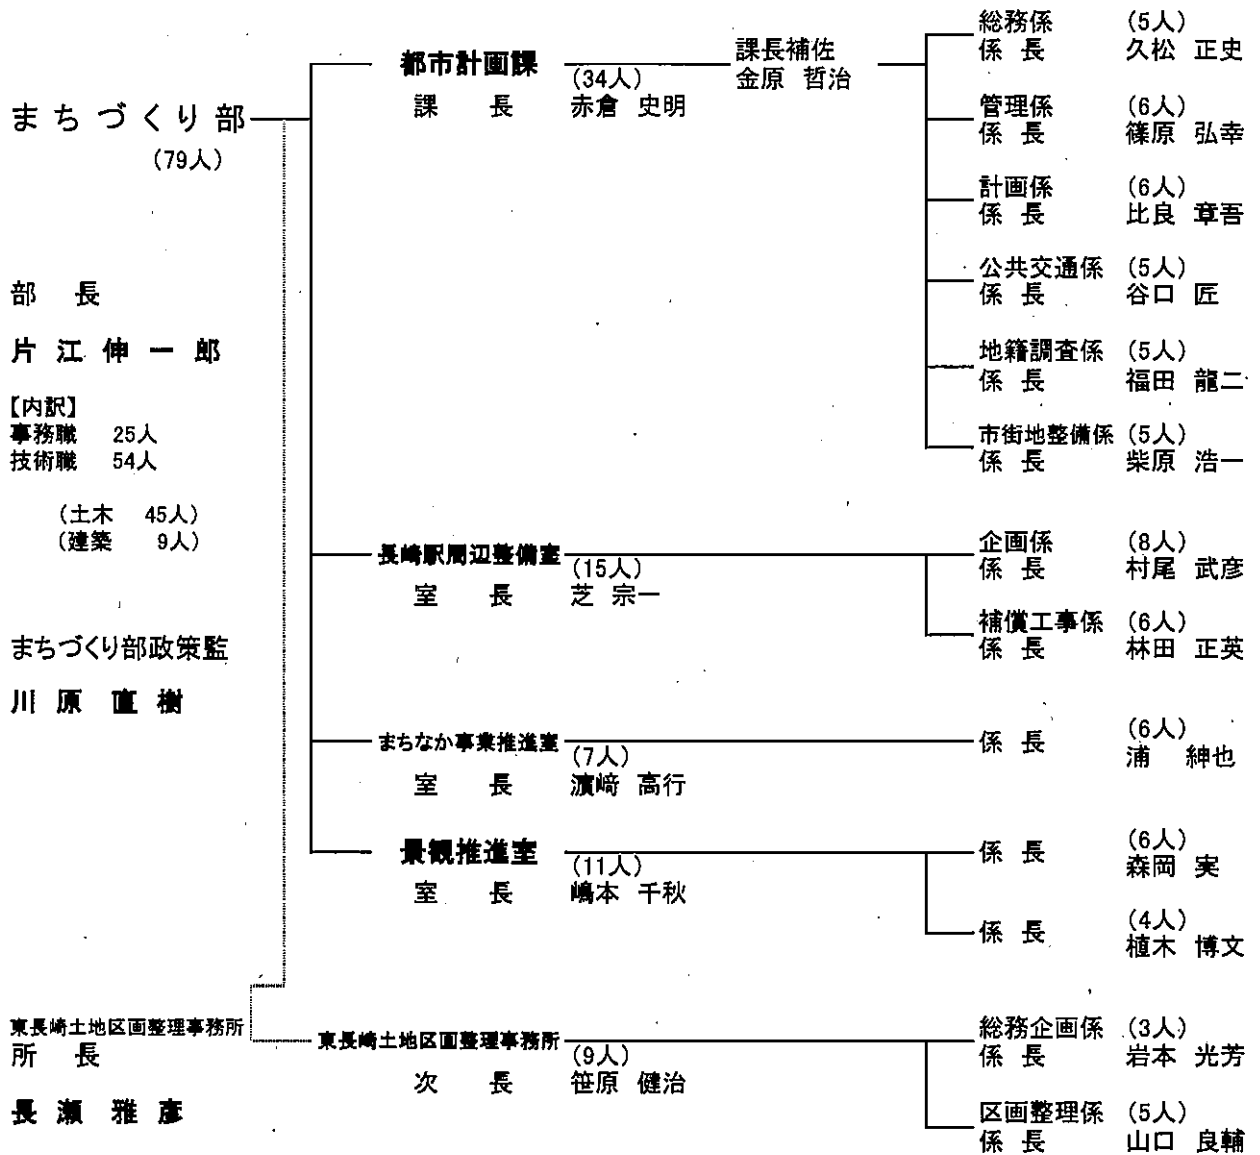 まちづくり部
(79人)
部 長
片 江 伸 一 郎
【内訳】
事務職 25人
技術職 54人
(土木 45人)
(建築 9人)
まちづくり部政策監
川 原 直 樹
東長崎土地区画整理事務所
所 長
長 瀬 雅 彦
都市計画課
(34人)
課 長 赤倉 史明
課長補佐
金原 哲治
総務係 (5人)
係 長 久松 正史
管理係 (6人)
係 長 篠原 弘幸
計画係 (6人)
係 長 比良 章吾
公共交通係 (5人)
係 長 谷口 匠
地籍調査係 (5人)
係 長 福田 龍二
市街地整備係 (5人)
係 長 柴原 浩一
長崎駅周辺整備室
(15人)
室 長 芝 宗一
企画係 (8人)
係 長 村尾 武彦
補償工事係 (6人)
係 長 林田 正英
まちなか事業推進室
(7人)
室 長 濵﨑 高行
(6人)
係 長 浦 紳也
景観推進室
(11人)
室 長 嶋本 千秋
(6人)
係 長 森岡 実
(4人)
係 長 植木 博文
東長崎土地区画整理事務所
(9人)
次 長 笹原 健治
総務企画係 (3人)
係 長 岩本 光芳
区画整理係 (5人)
係 長 山口 良輔